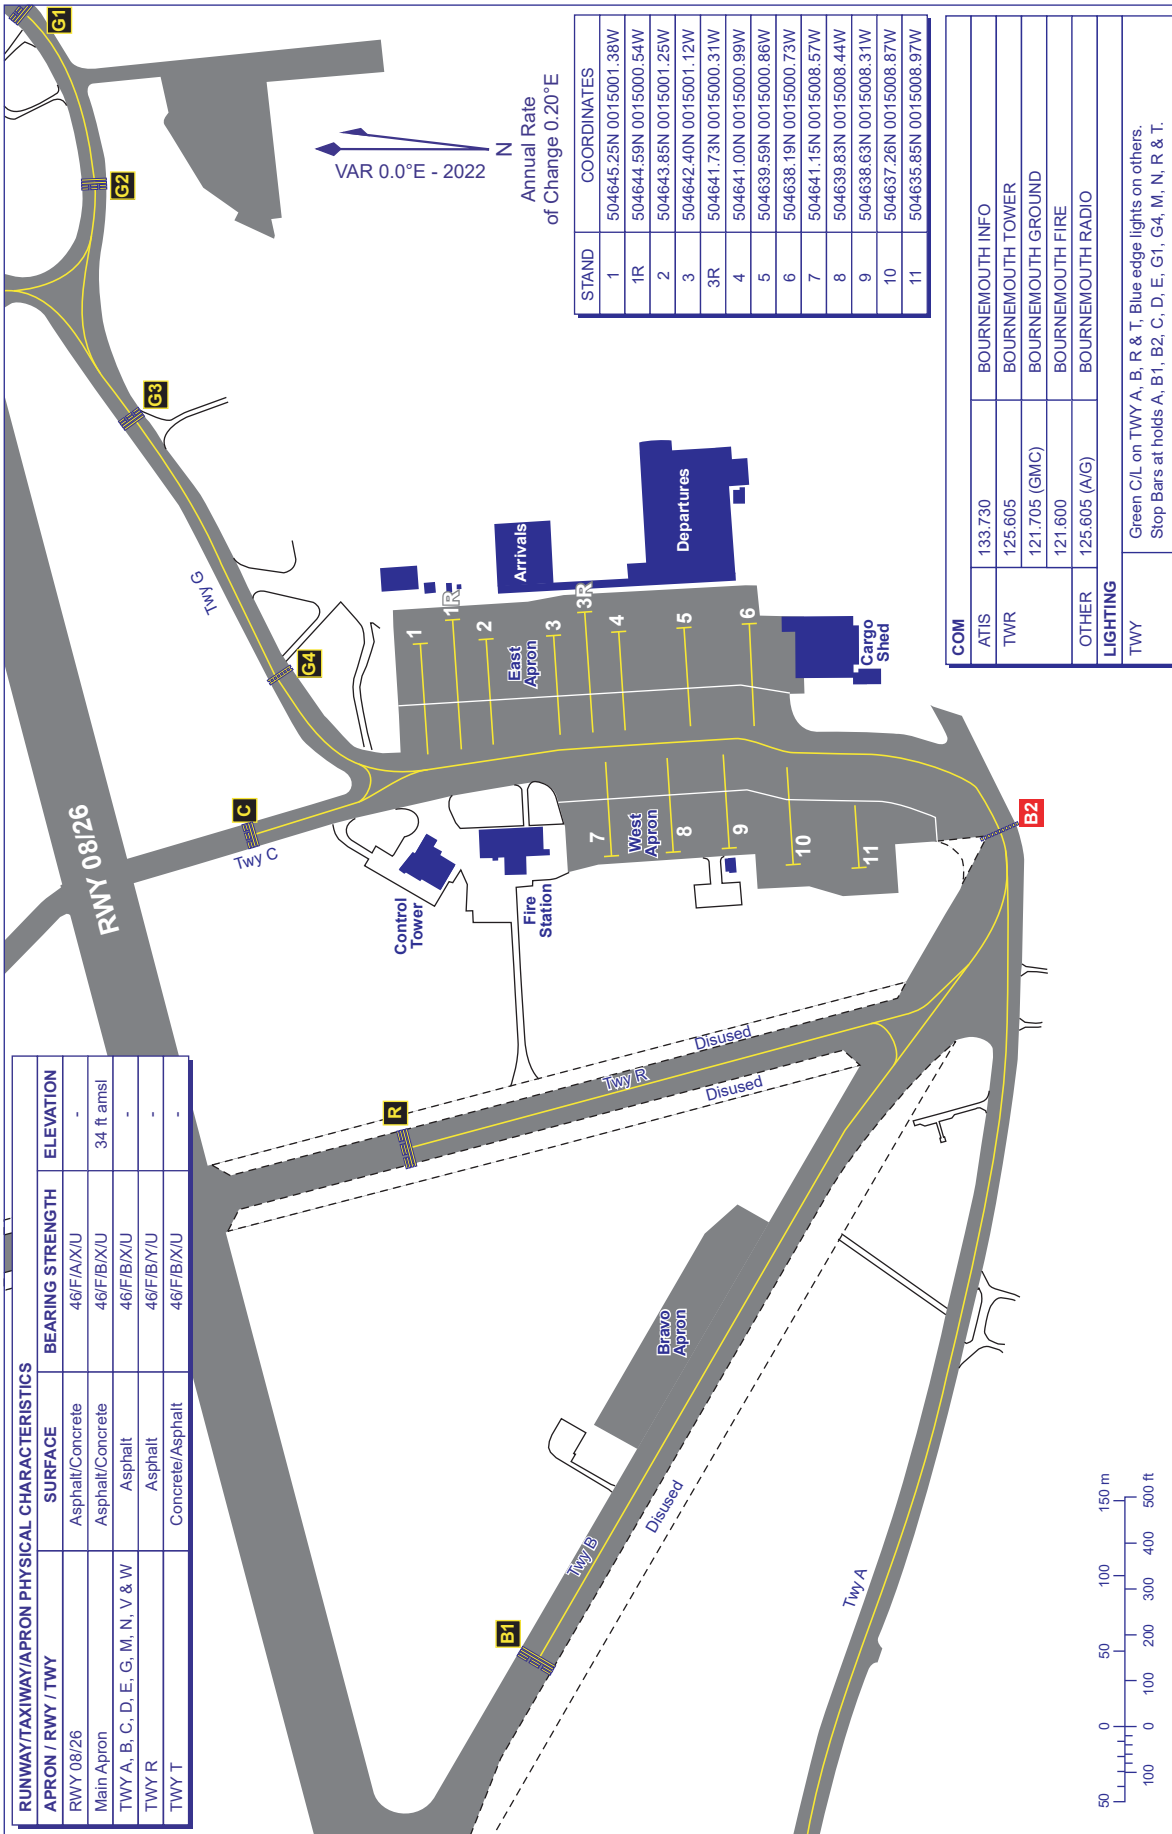 RUNWAY/TAXIWAY/APRON PHYSICAL CHARACTERISTICS
APRON / RWY / TWY SURFACE BEARING STRENGTH ELEVATION
RWY 08/26 Asphalt/Concrete 46/F/A/X/U -
Main Apron Asphalt/Concrete 46/F/B/X/U 34 ft amsl
TWY A, B, C, D, E, G, M, N, V & W Asphalt 46/F/B/X/U -
TWY R Asphalt 46/F/B/Y/U -
TWY T Concrete/Asphalt 46/F/B/X/U -
RWY 08/26
G1
G2
G3
G4
Twy G
C
Twy C
R
Twy R
Disused
Disused
B1
Twy B
Disused
Bravo
Apron
Twy A
B2
Control
Tower
Fire
Station
West
Apron
7
8
9
10
11
East
Apron
1
1R
2
3
3R
4
5
6
Arrivals
Departures
Cargo
Shed
VAR 0.0°E - 2022
N
Annual Rate
of Change 0.20°E
STAND COORDINATES
1 504645.25N 0015001.38W
1R 504644.59N 0015000.54W
2 504643.85N 0015001.25W
3 504642.40N 0015001.12W
3R 504641.73N 0015000.31W
4 504641.00N 0015000.99W
5 504639.59N 0015000.86W
6 504638.19N 0015000.73W
7 504641.15N 0015008.57W
8 504639.83N 0015008.44W
9 504638.63N 0015008.31W
10 504637.26N 0015008.87W
11 504635.85N 0015008.97W
COM
ATIS 133.730 BOURNEMOUTH INFO
TWR 125.605 BOURNEMOUTH TOWER
121.705 (GMC) BOURNEMOUTH GROUND
121.600 BOURNEMOUTH FIRE
OTHER 125.605 (A/G) BOURNEMOUTH RADIO
LIGHTING
TWY Green C/L on TWY A, B, R & T, Blue edge lights on others.
Stop Bars at holds A, B1, B2, C, D, E, G1, G4, M, N, R & T.
50 0 50 100 150 m
100 0 100 200 300 400 500 ft